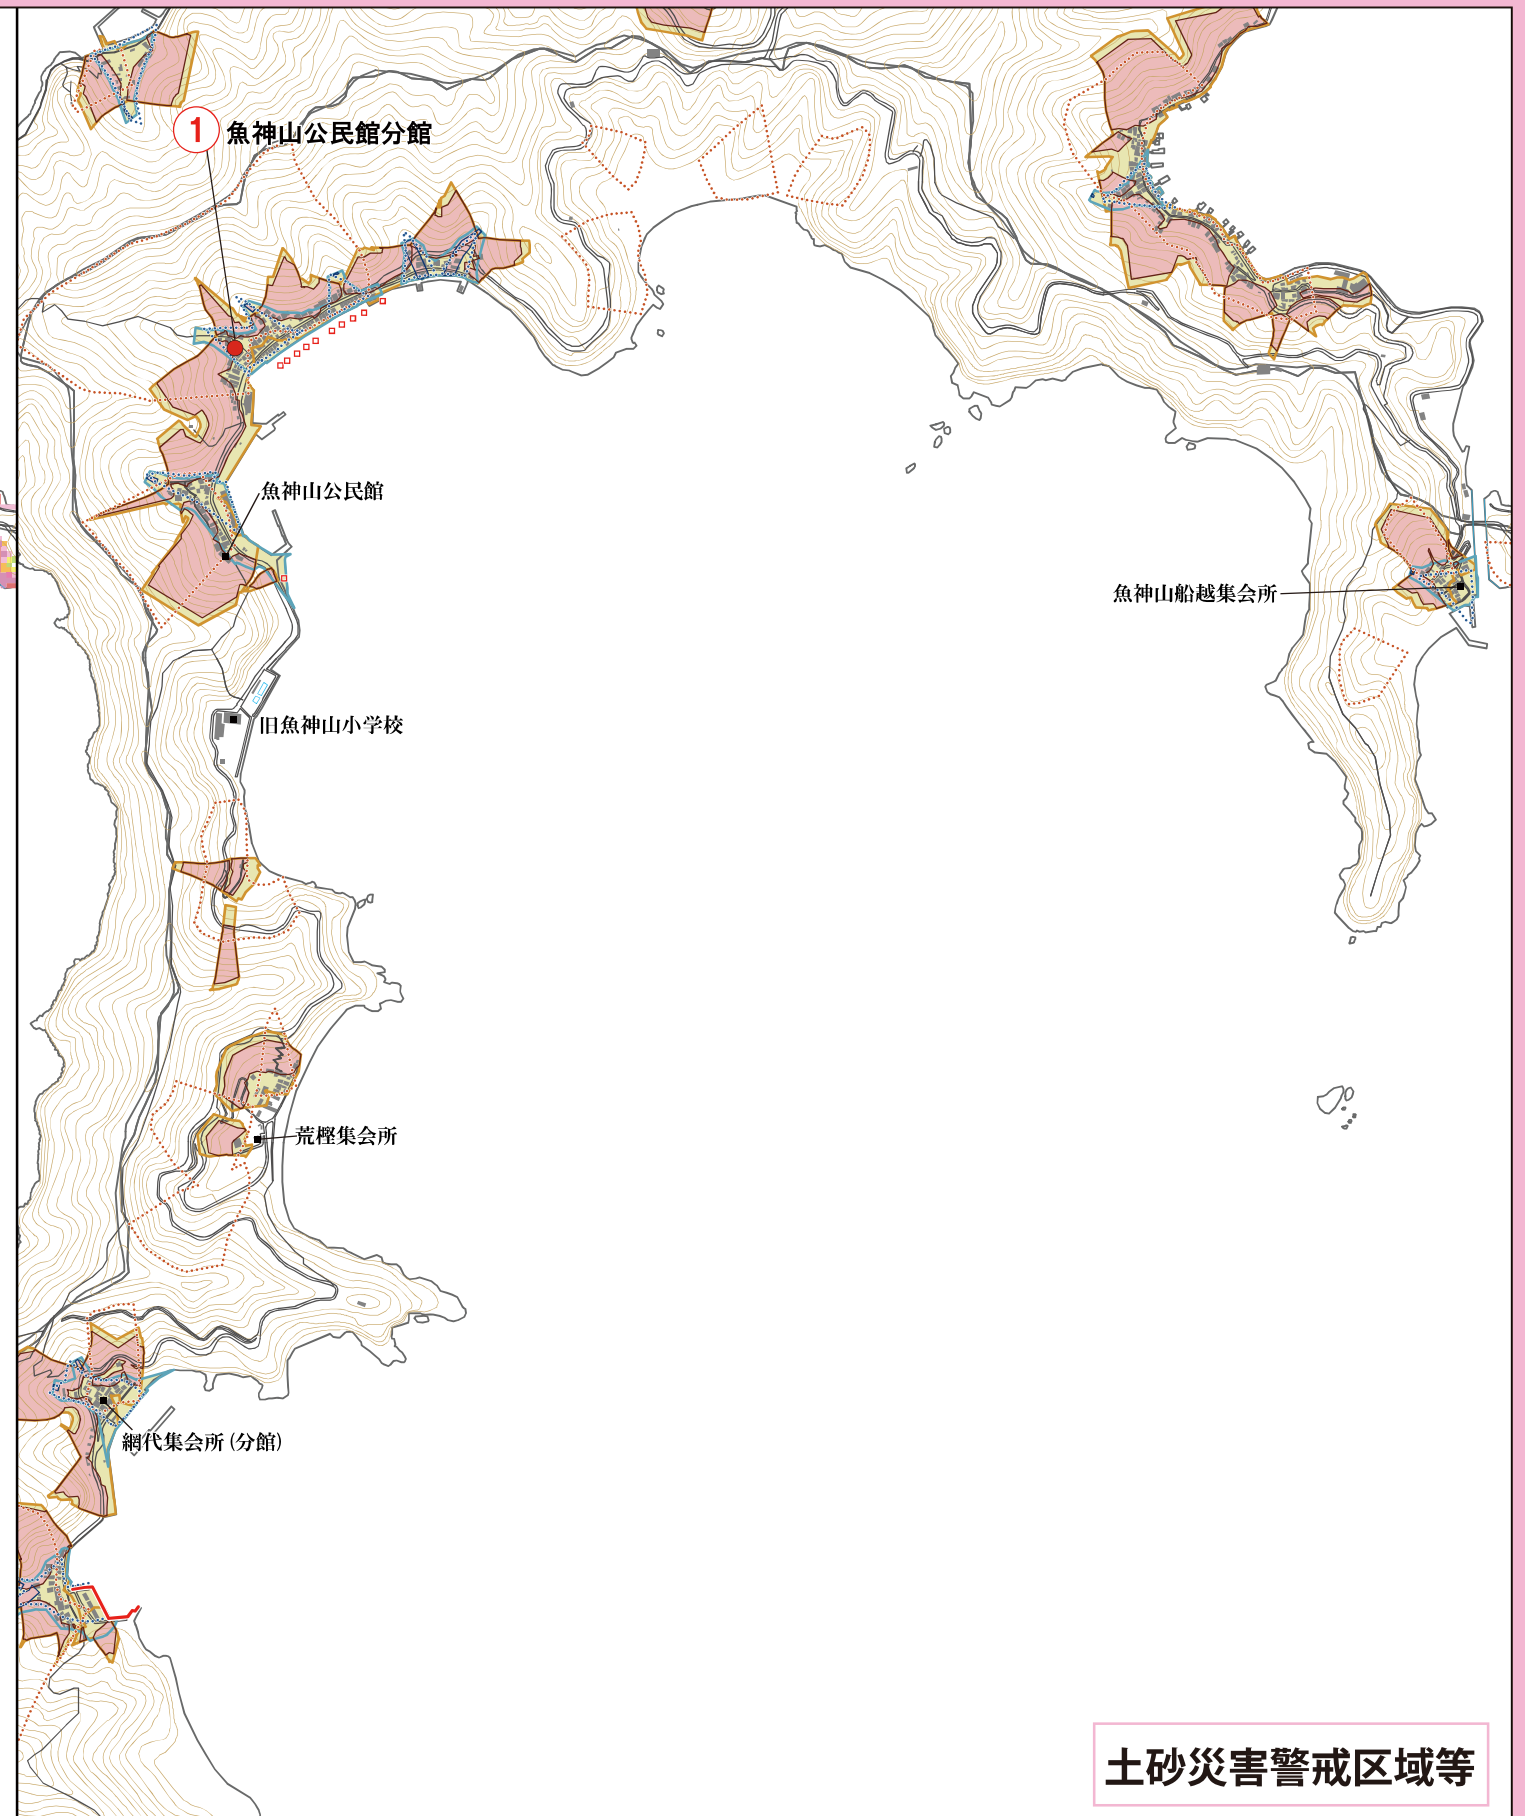 1 魚神山公民館分館
魚神山公民館
魚神山船越集会所
旧魚神山小学校
荒樫集会所
網代集会所(分館)
土砂災害警戒区域等